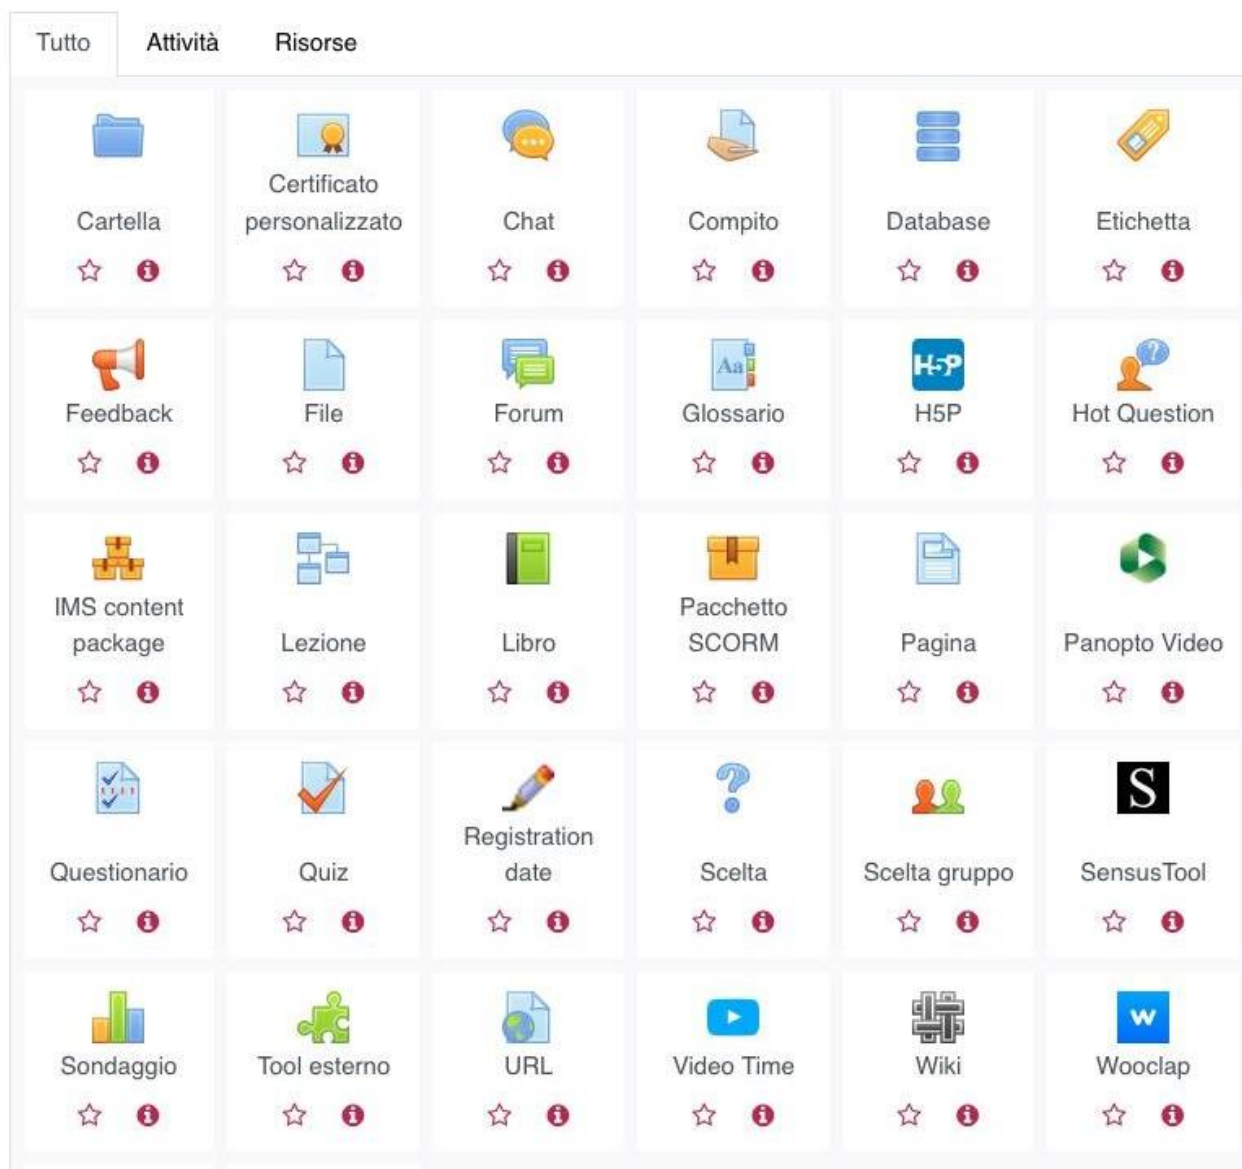 Tutto Attività Risorse
Certificato
Cartella personalizzato Chat Compito Database Etichetta
Aa H5P ?
Feedback File Forum Glossario H5P Hot Question
IMS content Pacchetto
package Lezione Libro SCORM Pagina Panopto Video
S
Registration
Questionario Quiz date Scelta Scelta gruppo SensusTool
w
Sondaggio Tool esterno URL Video Time Wiki Wooclap